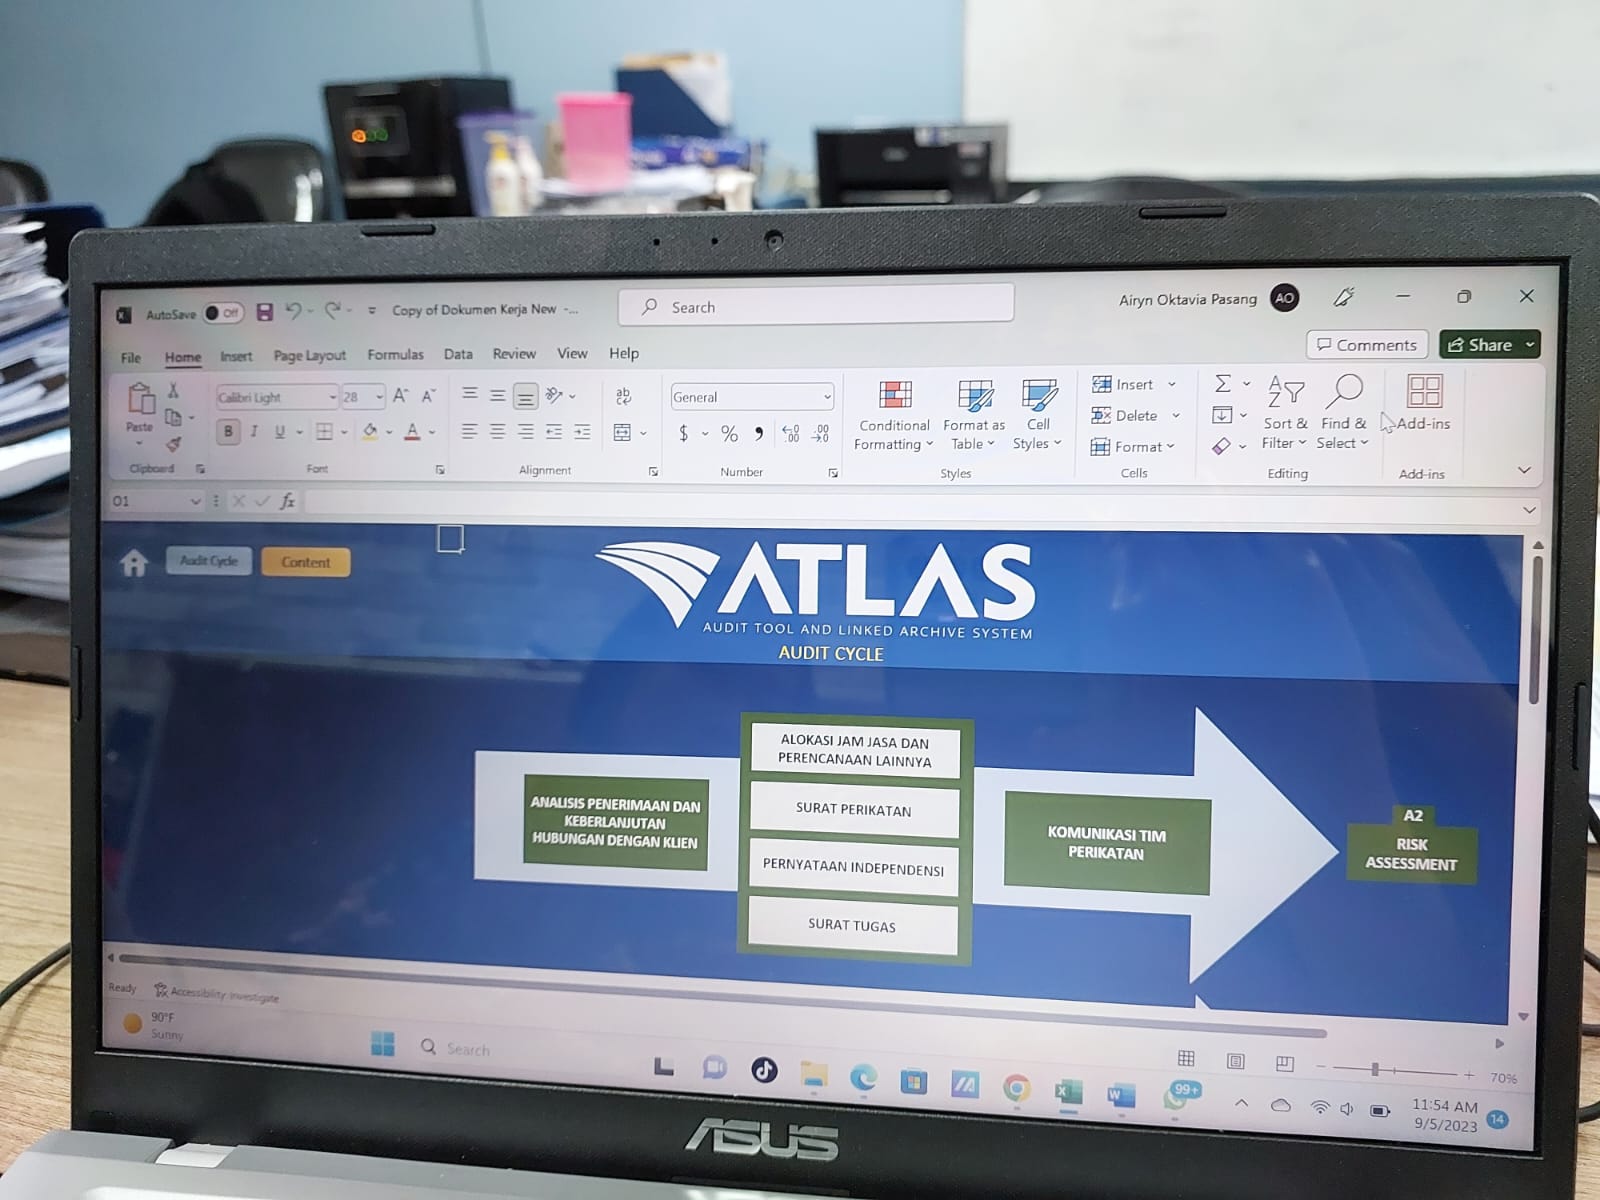 AutoSave Off Copy of Dokumen Kerja New -... Search Airyn Oktavia Pasang AO
File Home Insert Page Layout Formulas Data Review View Help Comments Share
Paste
Clipboard
Calibri Light 28 A A
B I U A
Font
ab
Alignment
General
$ % 9 .00
Number
Conditional
Formatting
Format as
Table
Cell
Styles
Styles
Insert
Delete
Format
Cells
Sort &
Filter
Find &
Select
Editing
Add-ins
Add-ins
O1 fx
Audit Cycle Content
ATLAS
AUDIT TOOL AND LINKED ARCHIVE SYSTEM
AUDIT CYCLE
ANALISIS PENERIMAAN DAN
KEBERLANJUTAN
HUBUNGAN DENGAN KLIEN
ALOKASI JAM JASA DAN
PERENCANAAN LAINNYA
SURAT PERIKATAN
PERNYATAAN INDEPENDENSI
SURAT TUGAS
KOMUNIKASI TIM
PERIKATAN
A2
RISK
ASSESSMENT
Ready Accessibility: Investigate
70%
90°F
Sunny
Search
99+
11:54 AM
9/5/2023
14
ASUS